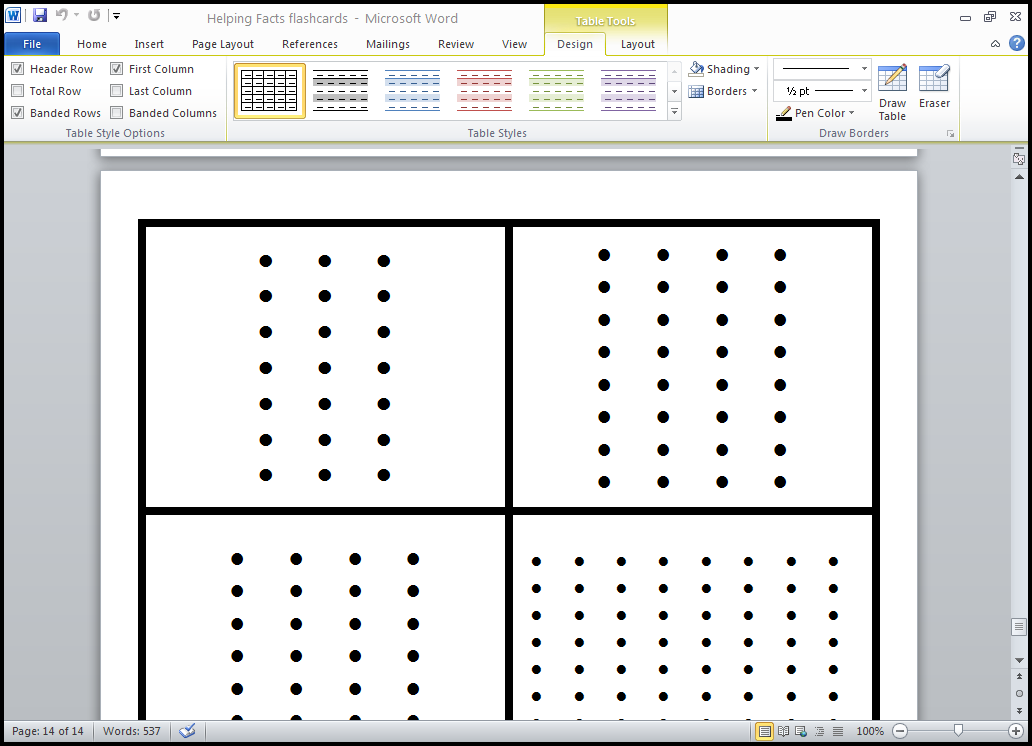 Helping Facts flashcards - Microsoft Word
Table Tools
File Home Insert Page Layout References Mailings Review View Design Layout
Header Row First Column
Total Row Last Column
Banded Rows Banded Columns
Table Style Options
Table Styles
Shading
Borders
½ pt
Pen Color
Draw Table
Eraser
Draw Borders
Page: 14 of 14 Words: 537 100%